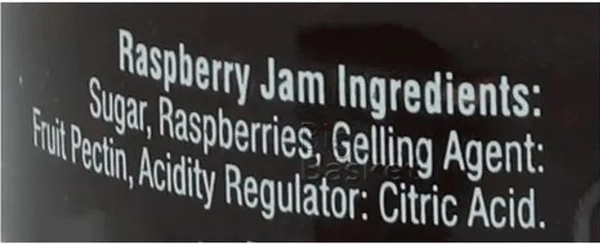 Raspberry Jam Ingredients:
Sugar, Raspberries, Gelling Agent:
Fruit Pectin, Acidity Regulator: Citric Acid.